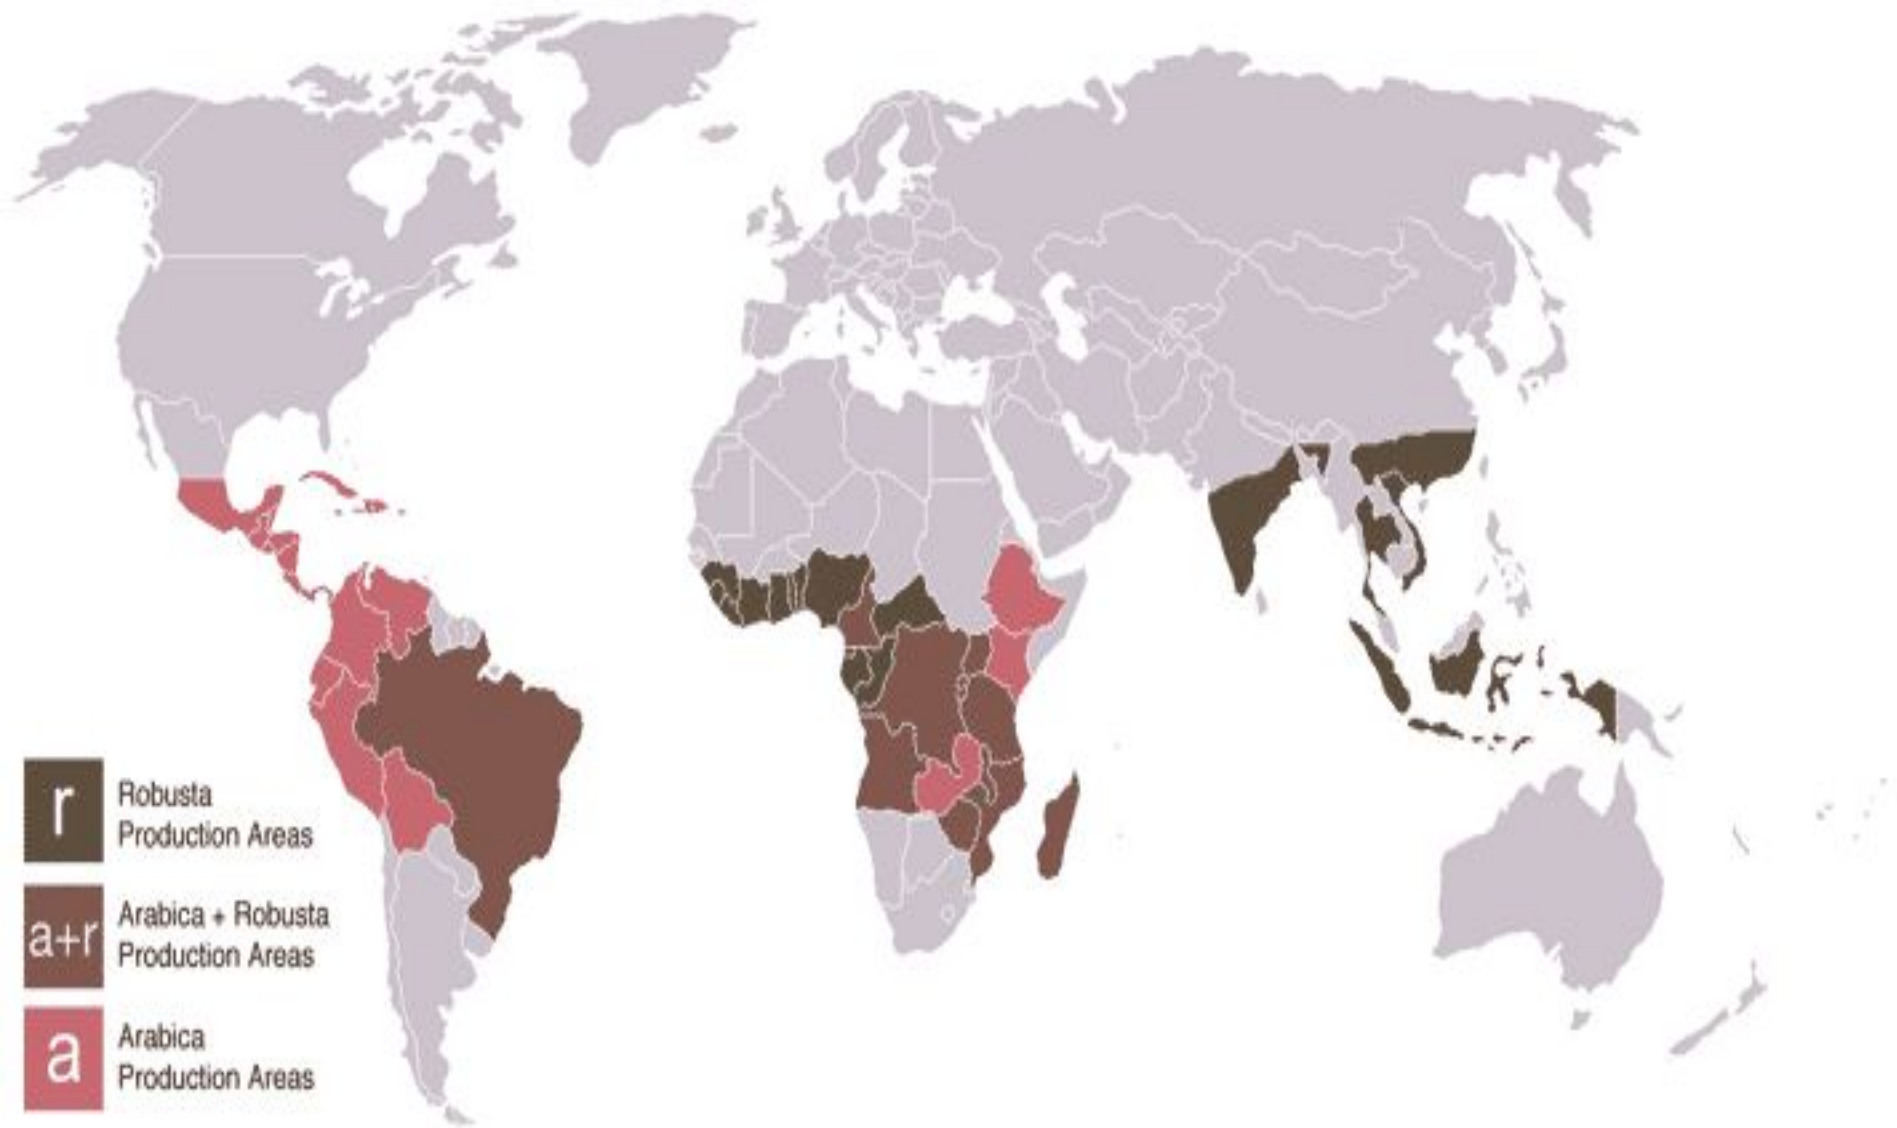 r
Robusta
Production Areas
a+r
Arabica + Robusta
Production Areas
a
Arabica
Production Areas